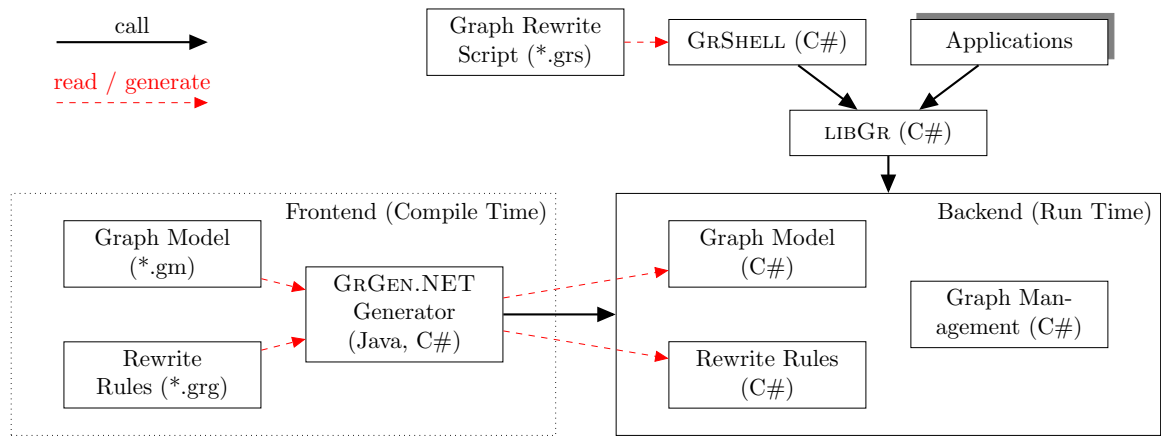 call
read / generate
Graph Rewrite
Script (*.grs)
GRSHELL (C#)
Applications
LIBGR (C#)
Frontend (Compile Time)
Graph Model
(*.gm)
Rewrite
Rules (*.grg)
GRGEN.NET
Generator
(Java, C#)
Backend (Run Time)
Graph Model
(C#)
Rewrite Rules
(C#)
Graph Man-
agement (C#)